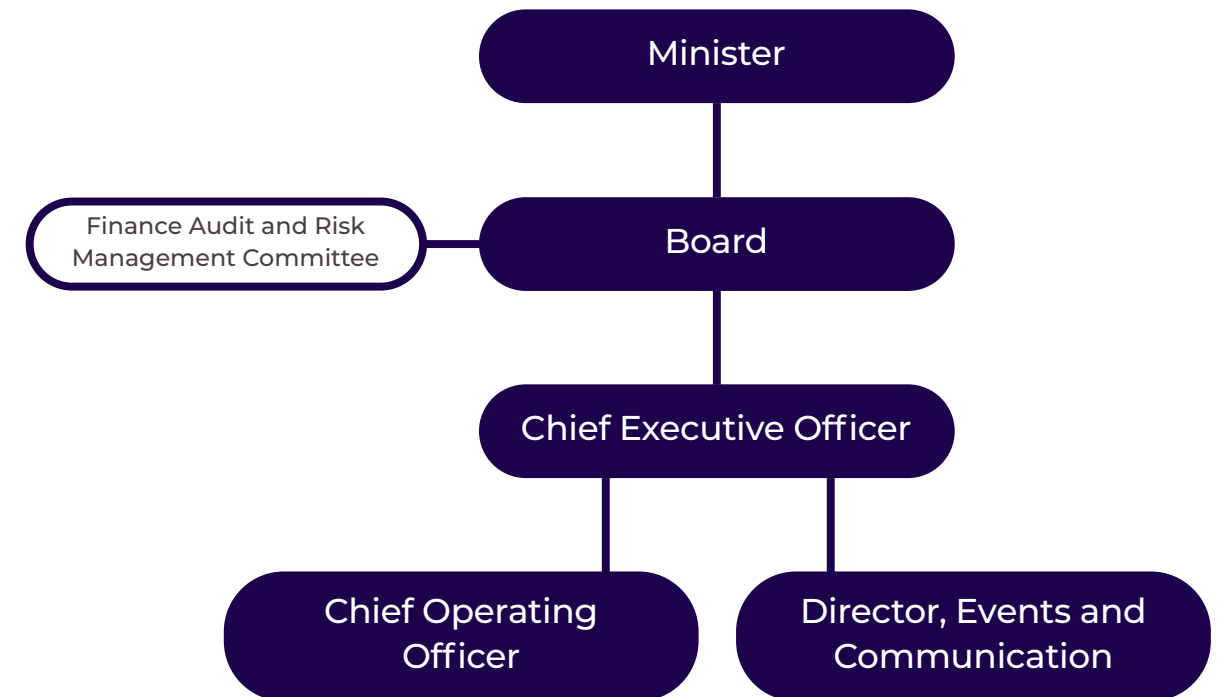 Minister
Finance Audit and Risk
Management Committee
Board
Chief Executive Officer
Chief Operating
Officer
Director, Events and
Communication